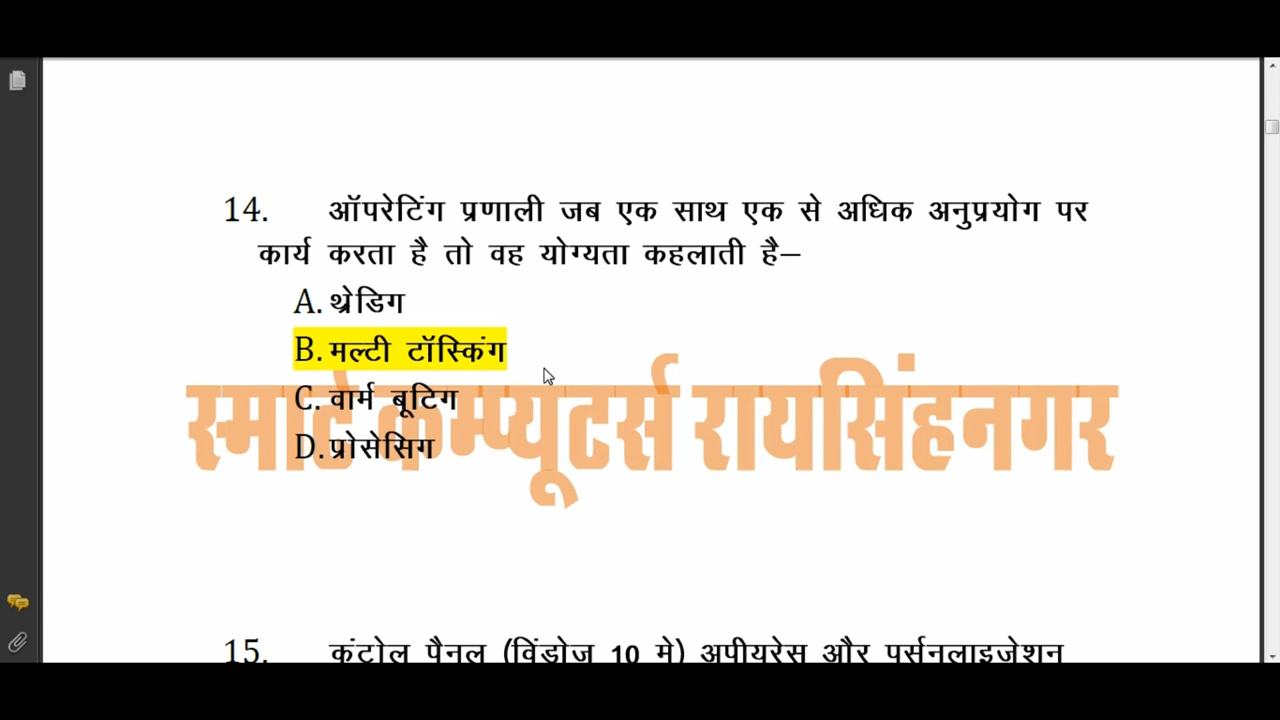 14. ऑपरेटिंग प्रणाली जब एक साथ एक से अधिक अनुप्रयोग पर
कार्य करता है तो वह योग्यता कहलाती है–
A. थ्रेडिग
B. मल्टी टॉस्किंग
C. वार्म बूटिग
D. प्रोसेसिग
स्मार्ट कम्प्यूटर्स रायसिंहनगर
15. कंटोल पैनल (विंडोज 10 मे) अपीयरेस और पर्सनलाइजेशन